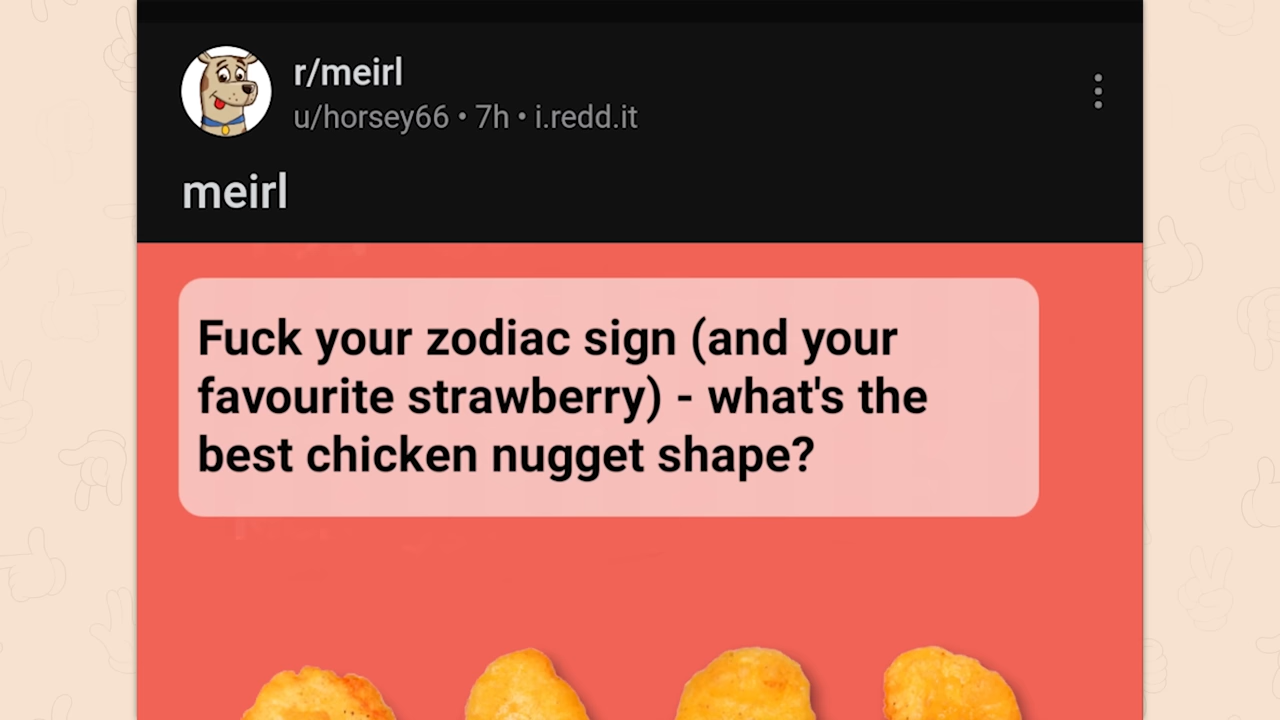 r/meirl
u/horsey66 • 7h • i.redd.it
meirl
Fuck your zodiac sign (and your
favourite strawberry) - what's the
best chicken nugget shape?